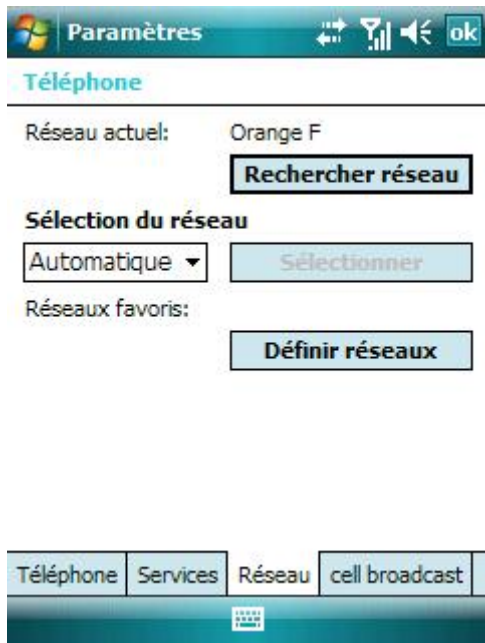 Paramètres ok
Téléphone
Réseau actuel: Orange F
Rechercher réseau
Sélection du réseau
Automatique Sélectionner
Réseaux favoris:
Définir réseaux
Téléphone Services Réseau cell broadcast